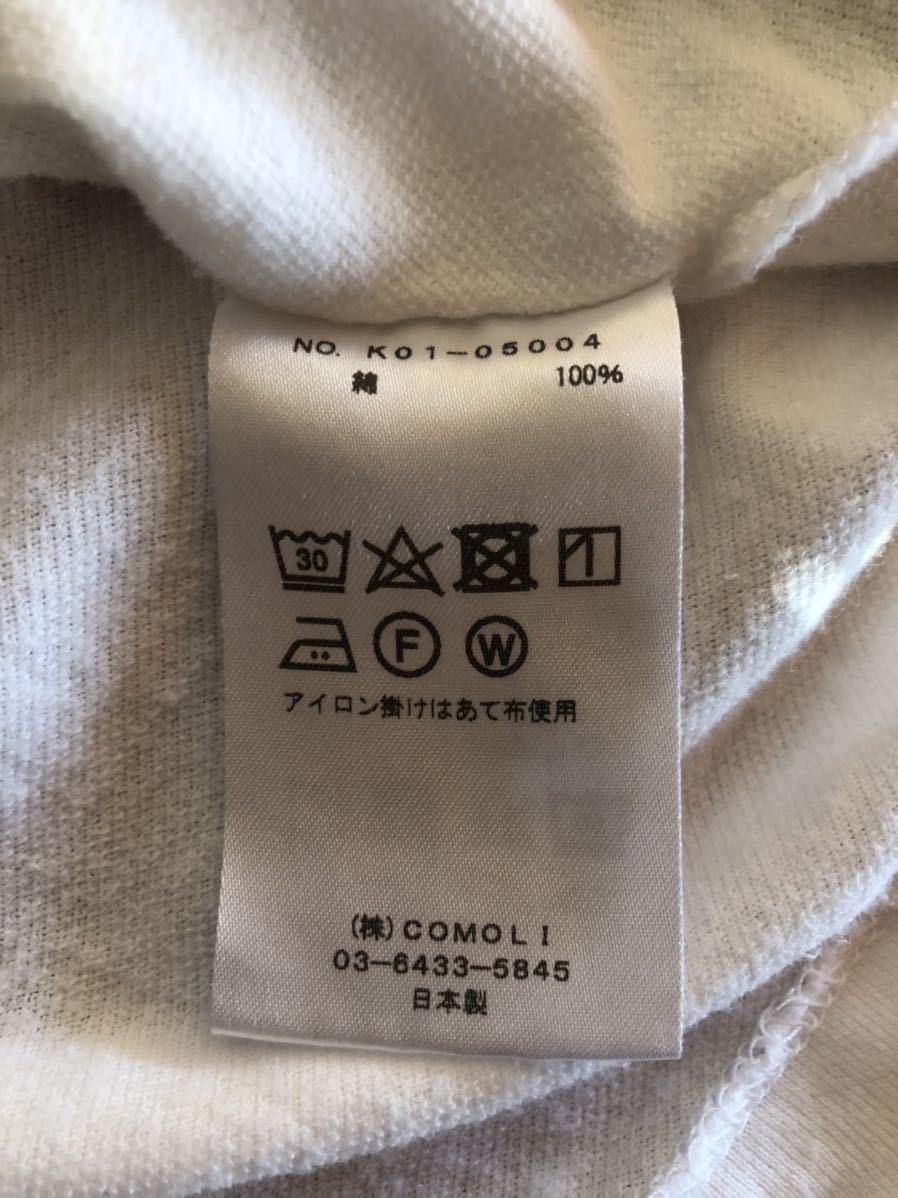 NO. K01-05004
綿 100%
30
F W
アイロン掛けはあて布使用
(株)COMOLI
03-6433-5845
日本製